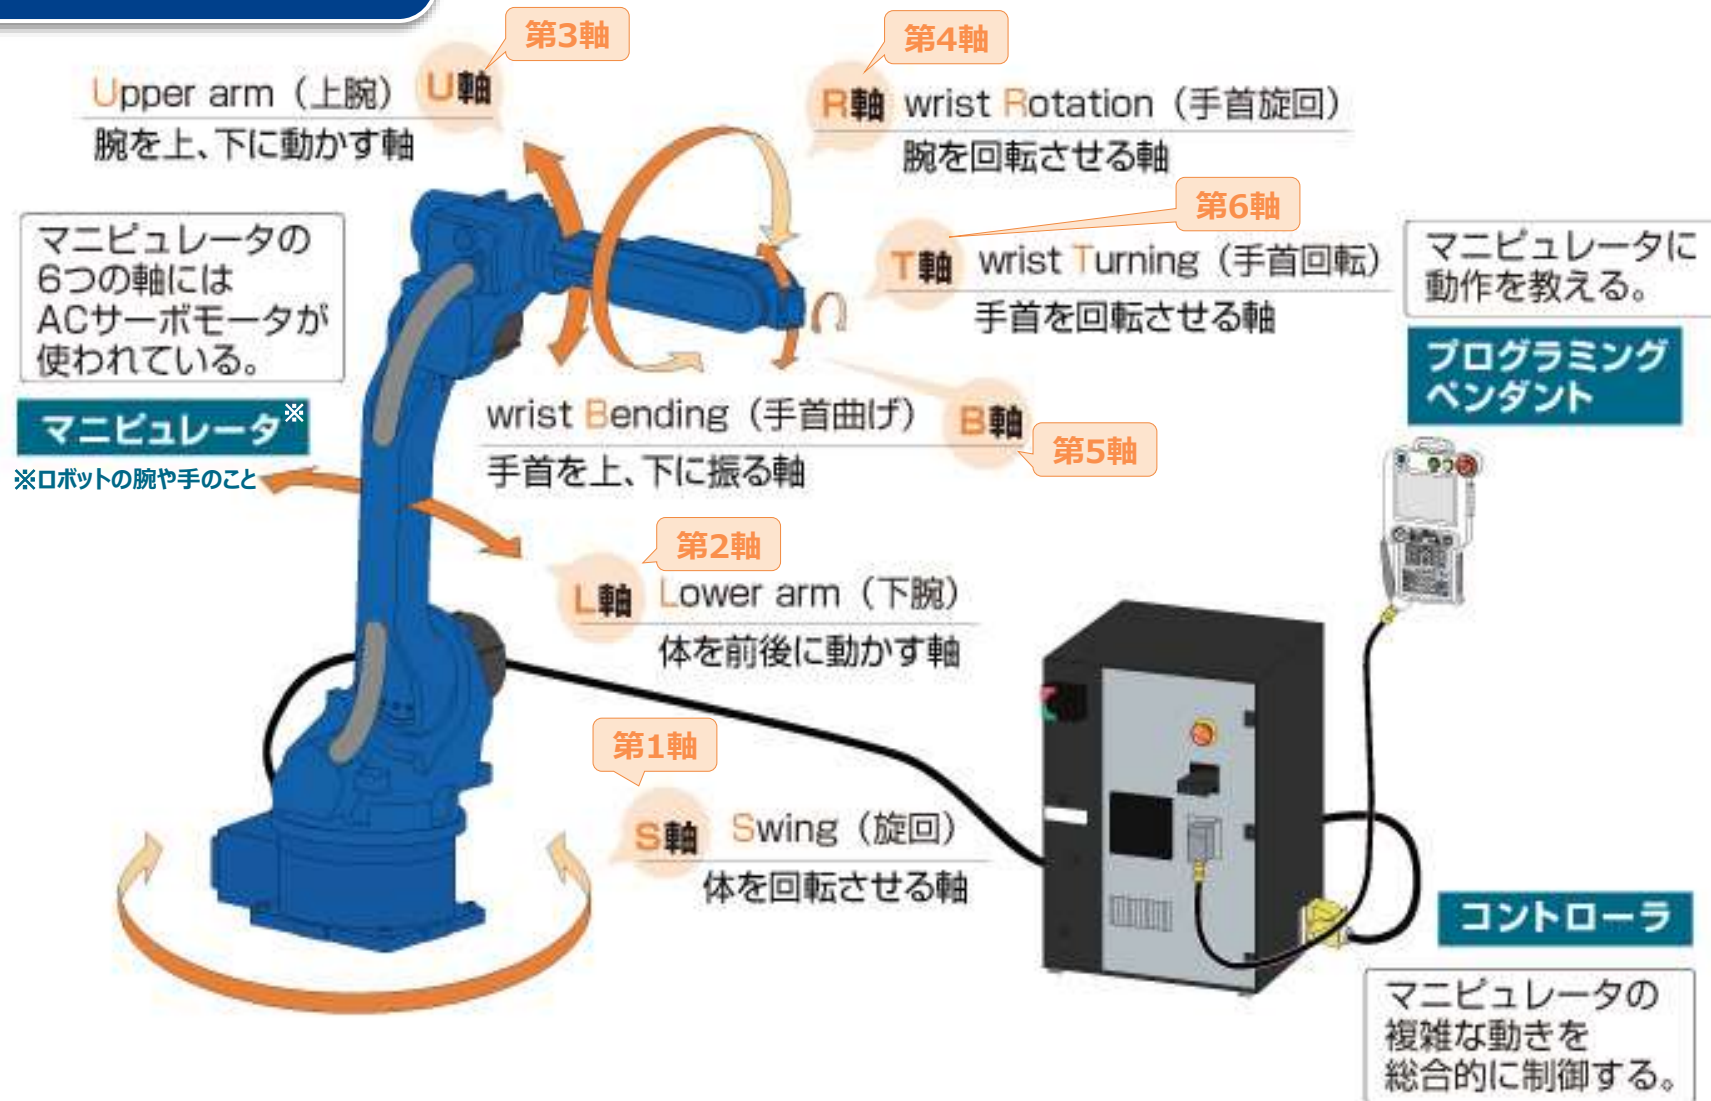 第3軸
Upper arm（上腕） U軸
腕を上、下に動かす軸
第4軸
R軸 wrist Rotation（手首旋回）
腕を回転させる軸
第6軸
T軸 wrist Turning（手首回転）
手首を回転させる軸
マニピュレータの
6つの軸には
ACサーボモータが
使われている。
マニピュレータ※
※ロボットの腕や手のこと
wrist Bending（手首曲げ） B軸
手首を上、下に振る軸
第5軸
マニピュレータに
動作を教える。
プログラミング
ペンダント
第2軸
L軸 Lower arm（下腕）
体を前後に動かす軸
第1軸
S軸 Swing（旋回）
体を回転させる軸
コントローラ
マニピュレータの
複雑な動きを
総合的に制御する。